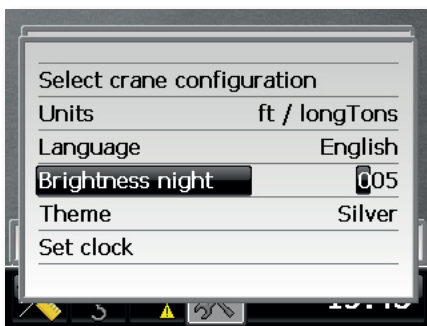 Select crane configuration
Units ft / longTons
Language English
Brightness night 005
Theme Silver
Set clock